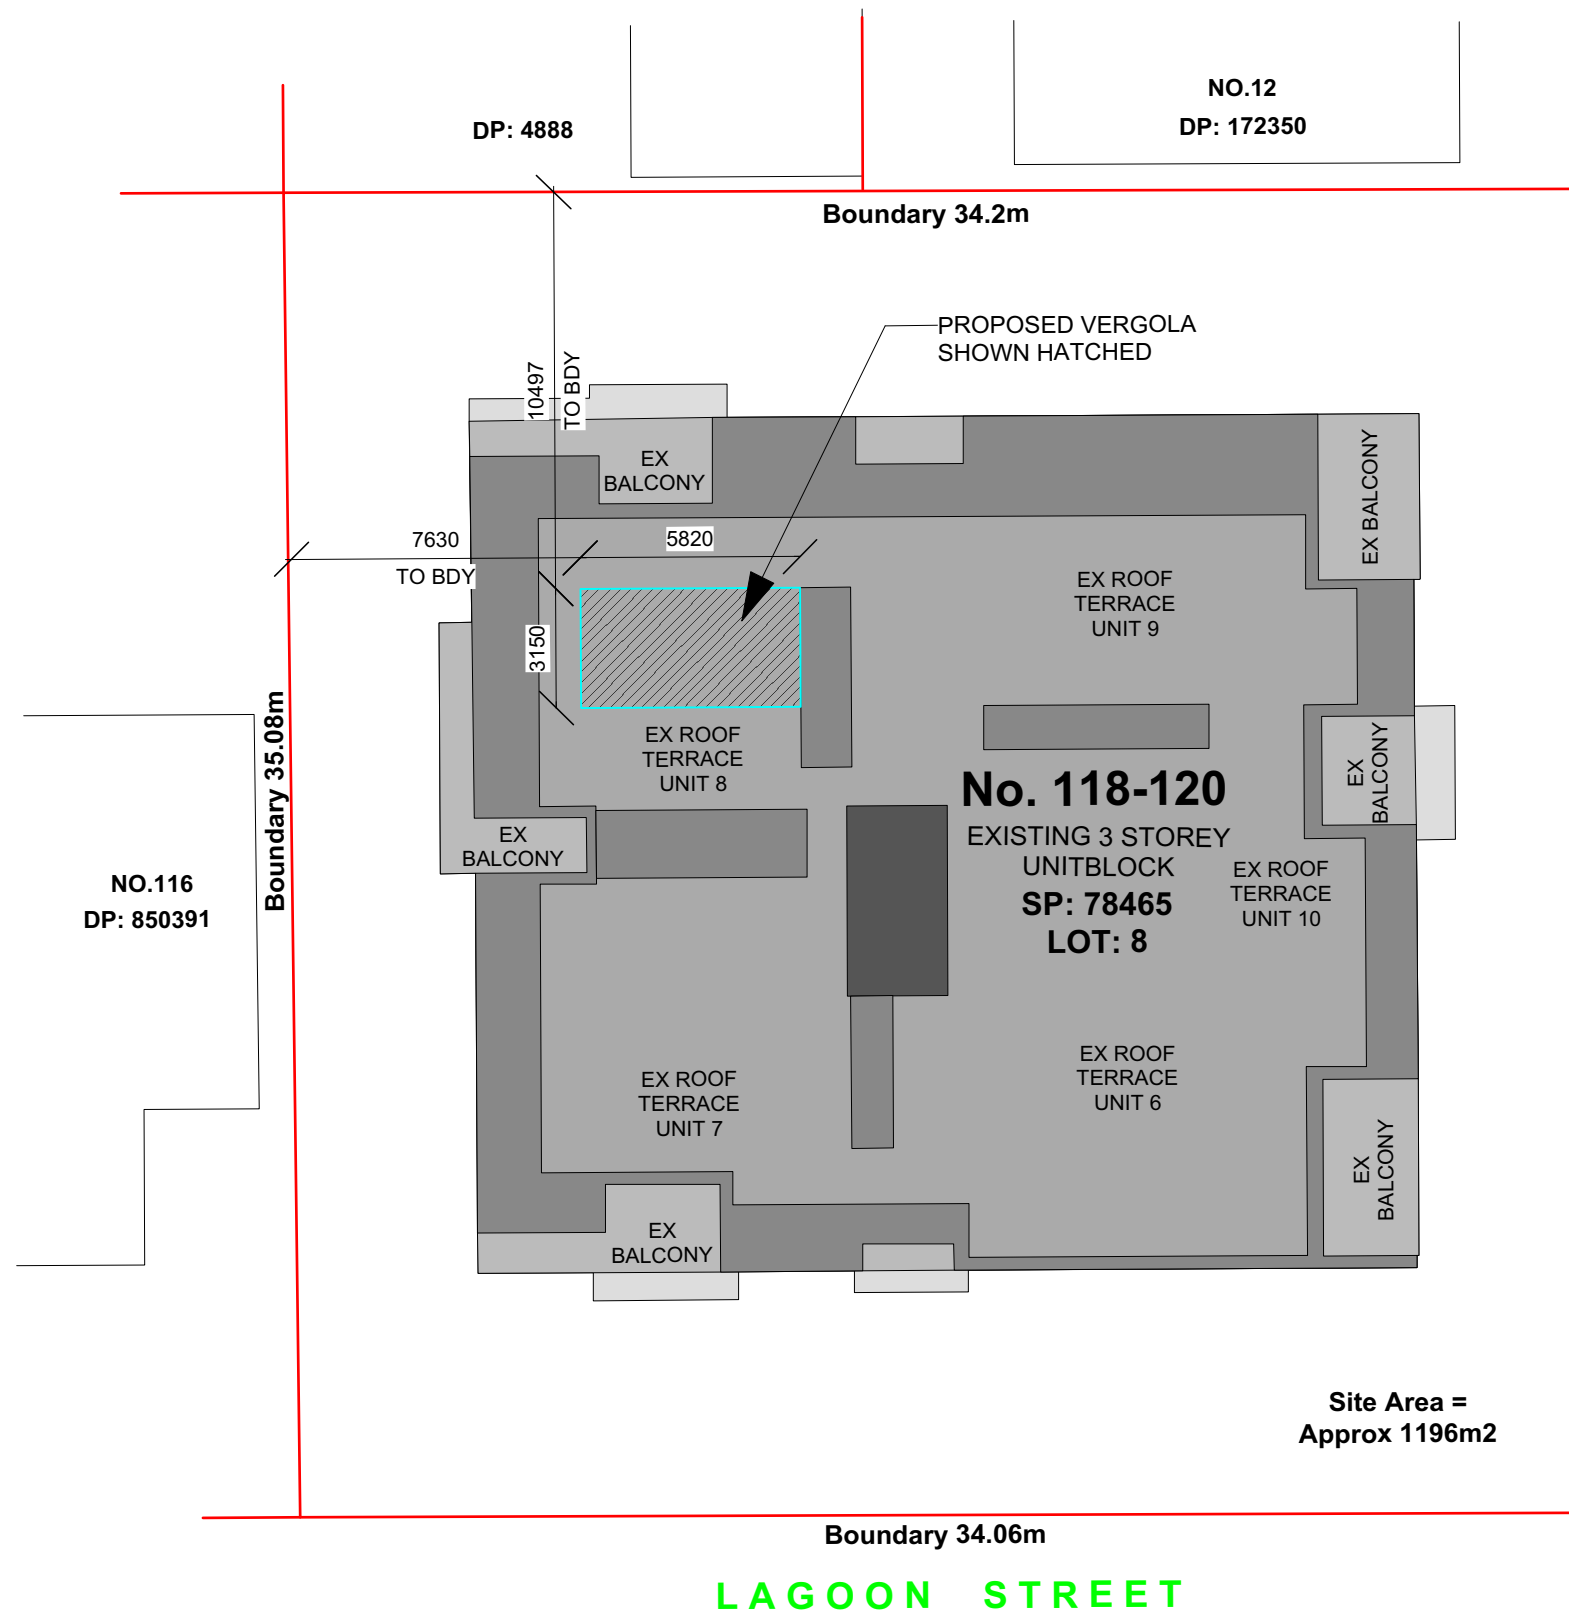 NO.12
DP: 172350
DP: 4888
Boundary 34.2m
PROPOSED VERGOLA
SHOWN HATCHED
10497
TO BDY
EX
BALCONY
EX BALCONY
7630
TO BDY
5820
3150
EX ROOF
TERRACE
UNIT 9
EX ROOF
TERRACE
UNIT 8
Boundary 35.08m
EX
BALCONY
No. 118-120
EXISTING 3 STOREY
UNITBLOCK
SP: 78465
LOT: 8
EX
BALCONY
EX ROOF
TERRACE
UNIT 10
NO.116
DP: 850391
EX ROOF
TERRACE
UNIT 7
EX ROOF
TERRACE
UNIT 6
EX
BALCONY
EX
BALCONY
Site Area =
Approx 1196m2
Boundary 34.06m
LAGOON STREET